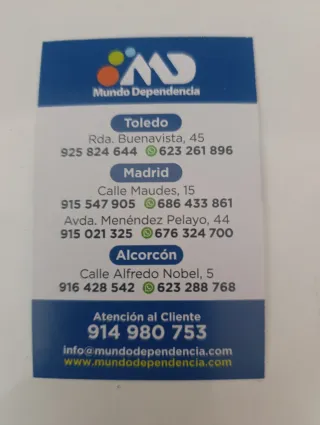 MD
Mundo Dependencia
Toledo
Rda. Buenavista, 45
925 824 644 623 261 896
Madrid
Calle Maudes, 15
915 547 905 686 433 861
Avda. Menéndez Pelayo, 44
915 021 325 676 324 700
Alcorcón
Calle Alfredo Nobel, 5
916 428 542 623 288 768
Atención al Cliente
914 980 753
info@mundodependencia.com
www.mundodependencia.com